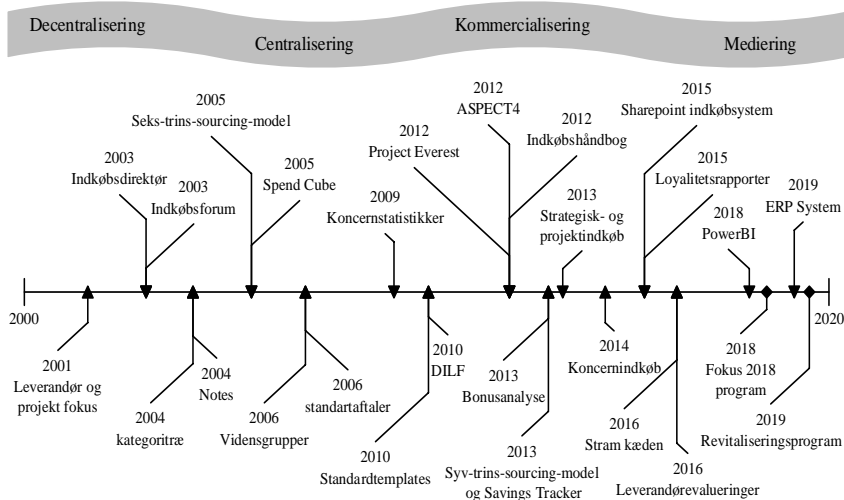 Decentralisering
Centralisering
Kommercialisering
Mediering
2003
Indkøbsdirektør
2003
Indkøbsforum
2005
Seks-trins-sourcing-model
2005
Spend Cube
2009
Koncernstatistikker
2012
Project Everest
2012
ASPECT4
2012
Indkøbshåndbog
2013
Strategisk- og
projektindkøb
2015
Sharepoint indkøbsystem
2015
Loyalitetsrapporter
2018
PowerBI
2019
ERP System
2000
2020
2001
Leverandør og
projekt fokus
2004
kategoritræ
2004
Notes
2006
Vidensgrupper
2006
standartaftaler
2010
Standardtemplates
2010
DILF
2013
Bonusanalyse
2013
Syv-trins-sourcing-model
og Savings Tracker
2014
Koncernindkøb
2016
Stram kæden
2016
Leverandørevalueringer
2018
Fokus 2018
program
2019
Revitaliseringsprogram